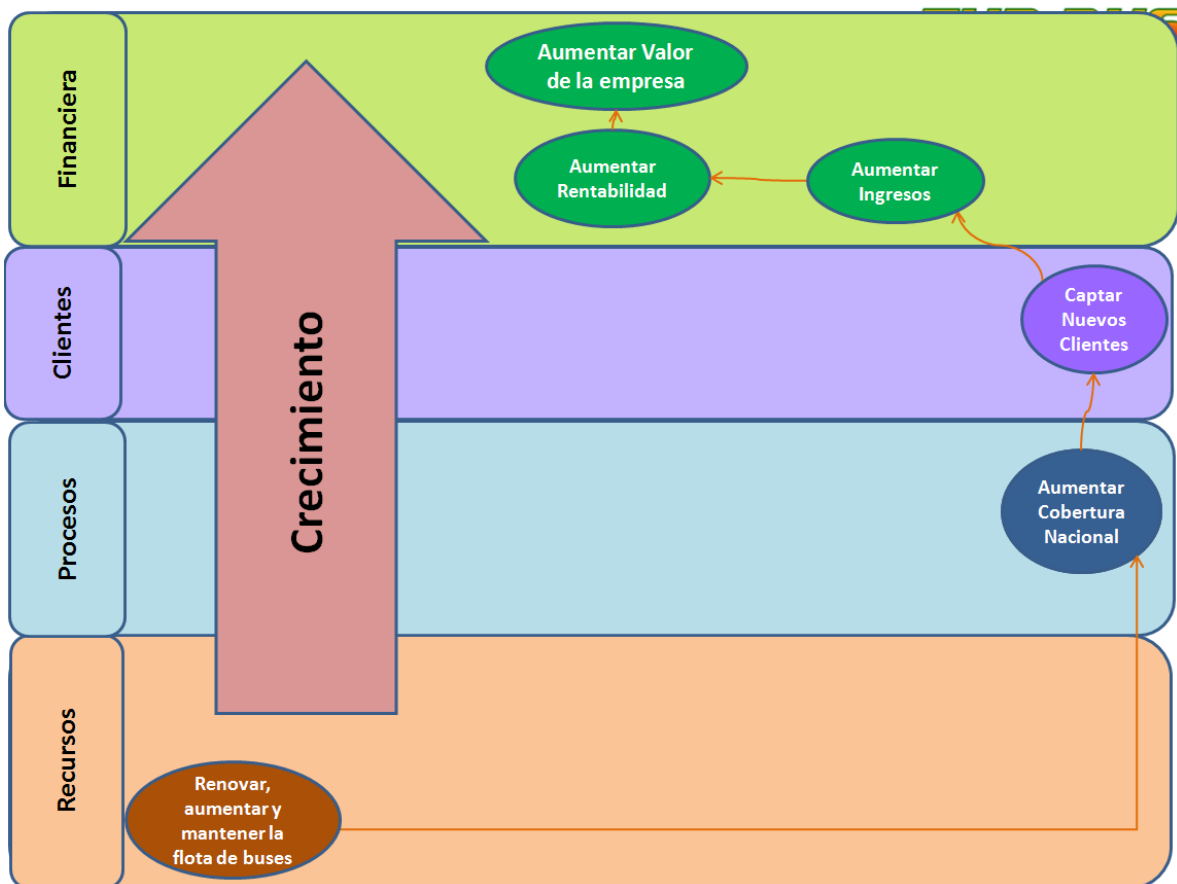 Financiera
Aumentar Valor
de la empresa
Aumentar
Rentabilidad
Aumentar
Ingresos
Clientes
Captar
Nuevos
Clientes
Crecimiento
Procesos
Aumentar
Cobertura
Nacional
Recursos
Renovar,
aumentar y
mantener la
flota de buses